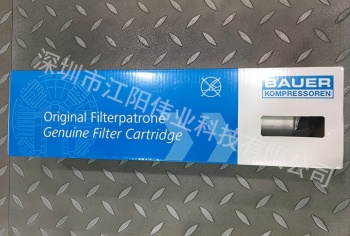 BAUER
KOMPRESSOREN
Original Filterpatrone
Genuine Filter Cartridge
深圳市江阳伟业科技有限公司